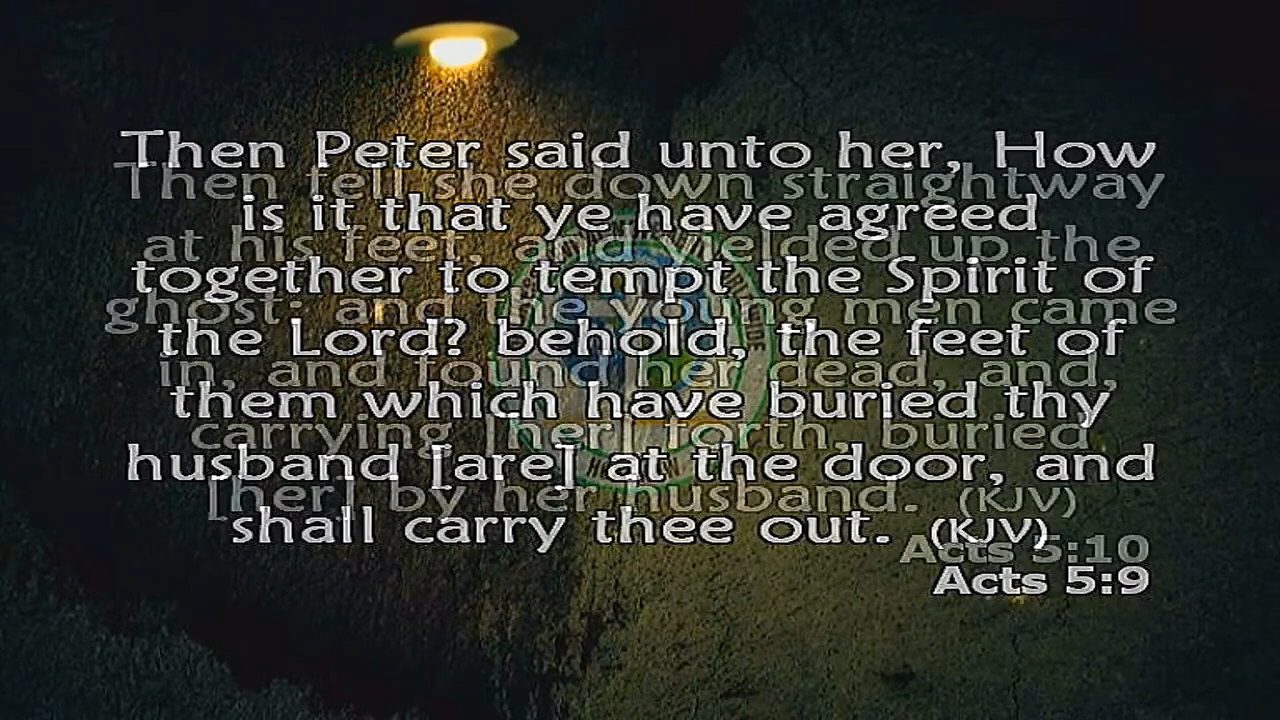 Then Peter said unto her, How
is it that ye have agreed
together to tempt the Spirit of
the Lord? behold, the feet of
them which have buried thy
husband [are] at the door, and
shall carry thee out. (KJV)
Acts 5:9
Then fell she down straightway
at his feet, and yielded up the
ghost: and the young men came
in, and found her dead, and,
carrying [her] forth, buried
[her] by her husband. (KJV)
Acts 5:10